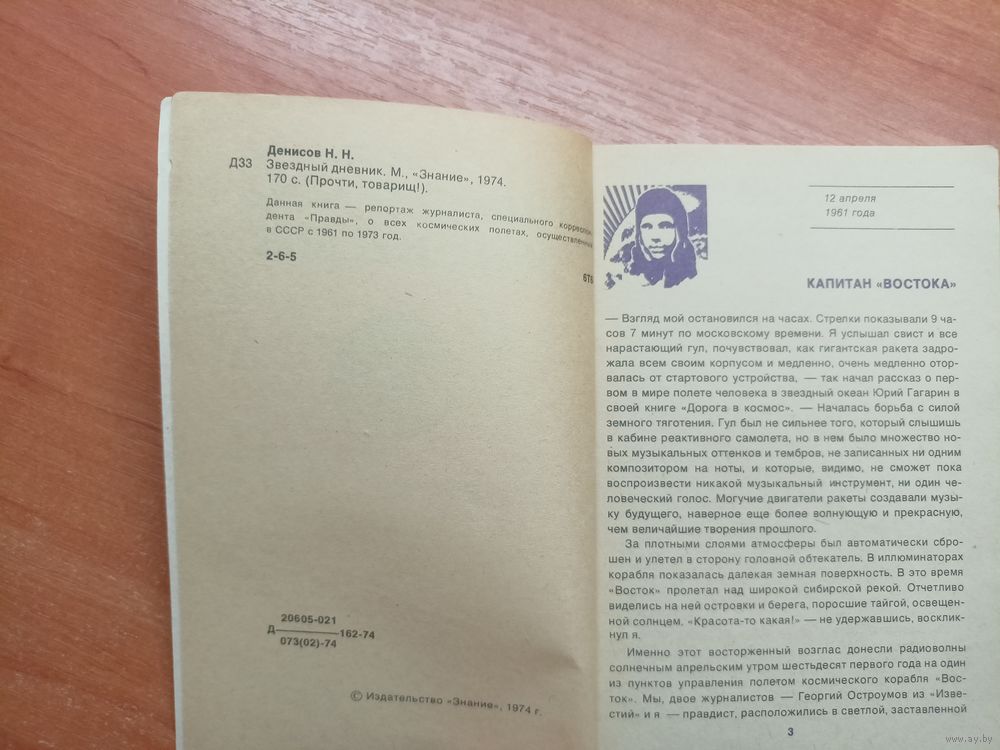 Денисов Н. Н.
Д33 Звездный дневник. М., «Знание», 1974.
170 с. (Прочти, товарищ!).
Данная книга — репортаж журналиста, специального корреспон-
дента «Правды», о всех космических полетах, осуществленных
в СССР с 1961 по 1973 год.
2-6-5
6Т6
20605-021
Д————162-74
073(02)-74
© Издательство «Знание», 1974 г.
12 апреля
1961 года
КАПИТАН «ВОСТОКА»
— Взгляд мой остановился на часах. Стрелки показывали 9 ча-
сов 7 минут по московскому времени. Я услышал свист и все
нарастающий гул, почувствовал, как гигантская ракета задро-
жала всем своим корпусом и медленно, очень медленно отор-
валась от стартового устройства, — так начал рассказ о пер-
вом в мире полете человека в звездный океан Юрий Гагарин в
своей книге «Дорога в космос». — Началась борьба с силой
земного тяготения. Гул был не сильнее того, который слышишь
в кабине реактивного самолета, но в нем было множество но-
вых музыкальных оттенков и тембров, не записанных ни одним
композитором на ноты, и которые, видимо, не сможет пока
воспроизвести никакой музыкальный инструмент, ни один че-
ловеческий голос. Могучие двигатели ракеты создавали музы-
ку будущего, наверное еще более волнующую и прекрасную,
чем величайшие творения прошлого.
За плотными слоями атмосферы был автоматически сбро-
шен и улетел в сторону головной обтекатель. В иллюминаторах
корабля показалась далекая земная поверхность. В это время
«Восток» пролетал над широкой сибирской рекой. Отчетливо
виделись на ней островки и берега, поросшие тайгой, освещен-
ной солнцем. «Красота-то какая!» — не удержавшись, восклик-
нул я.
Именно этот восторженный возглас донесли радиоволны
солнечным апрельским утром шестьдесят первого года на один
из пунктов управления полетом космического корабля «Вос-
ток». Мы, двое журналистов — Георгий Остроумов из «Извес-
тий» и я — правдист, расположились в светлой, заставленной
3
www.ay.by